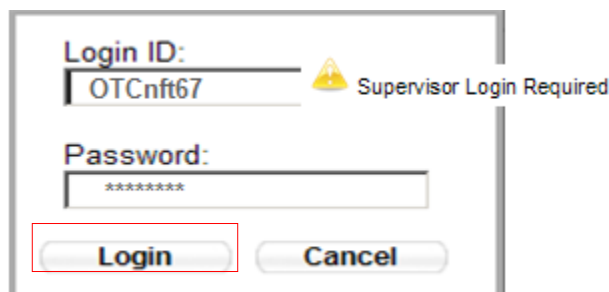 Login ID:
OTCnft67
Supervisor Login Required
Password:
********
Login
Cancel